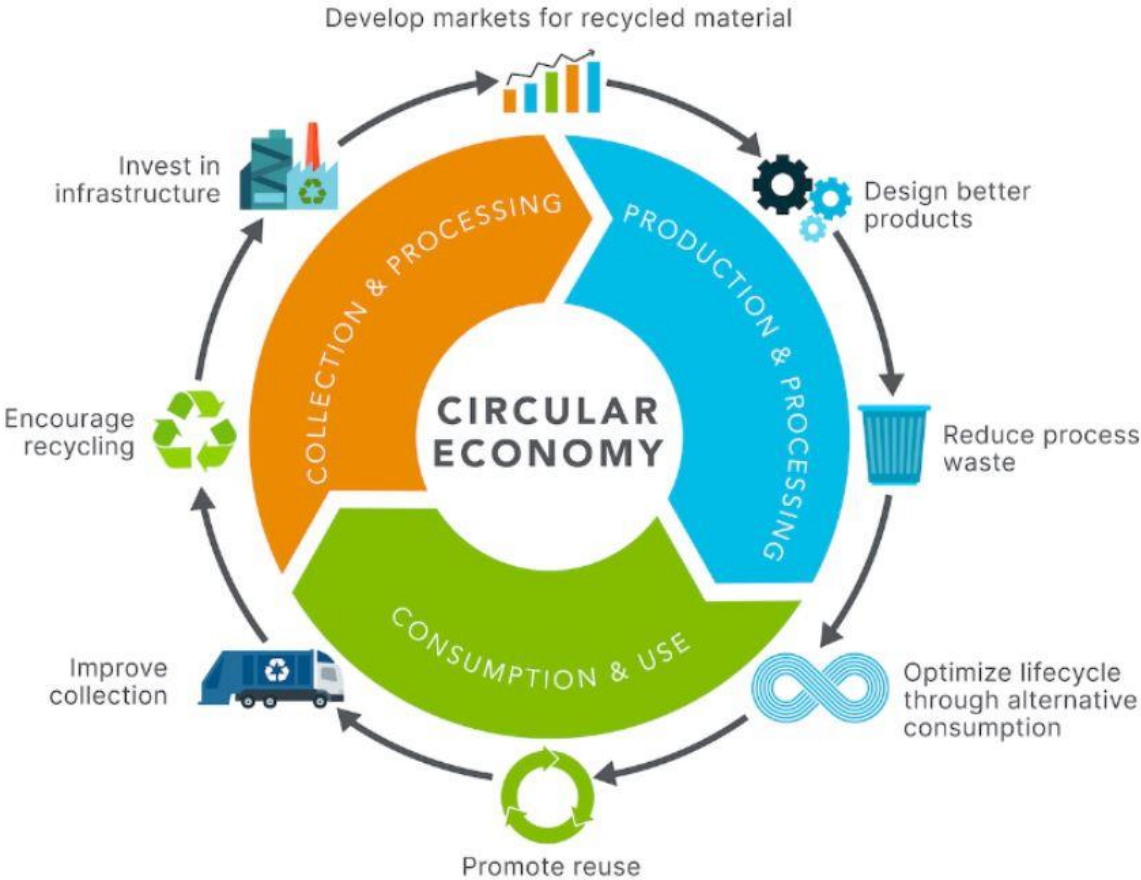 Develop markets for recycled material
Invest in
infrastructure
Design better
products
COLLECTION & PROCESSING
PRODUCTION & PROCESSING
CIRCULAR
ECONOMY
Encourage
recycling
Reduce process
waste
CONSUMPTION & USE
Improve
collection
Optimize lifecycle
through alternative
consumption
Promote reuse